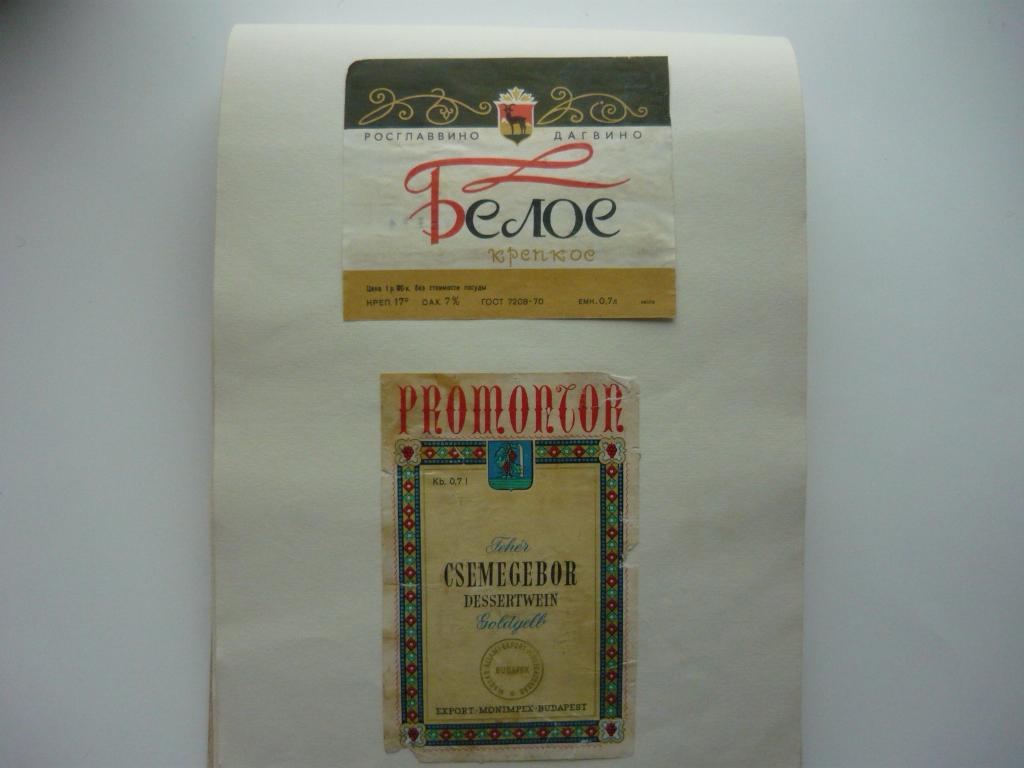 РОСГЛАВВИНО ДАГВИНО
Белое
крепкое
Цена 1 р. 90 к. без стоимости посуды
КРЕП. 17° САХ. 7% ГОСТ 7208-70 ЕМК. 0,7 л
PROMONTOR
Kb. 0,7 l
Fehér
CSEMEGEBOR
DESSERTWEIN
Goldgelb
BUDAFOK
EXPORT-MONIMPEX-BUDAPEST